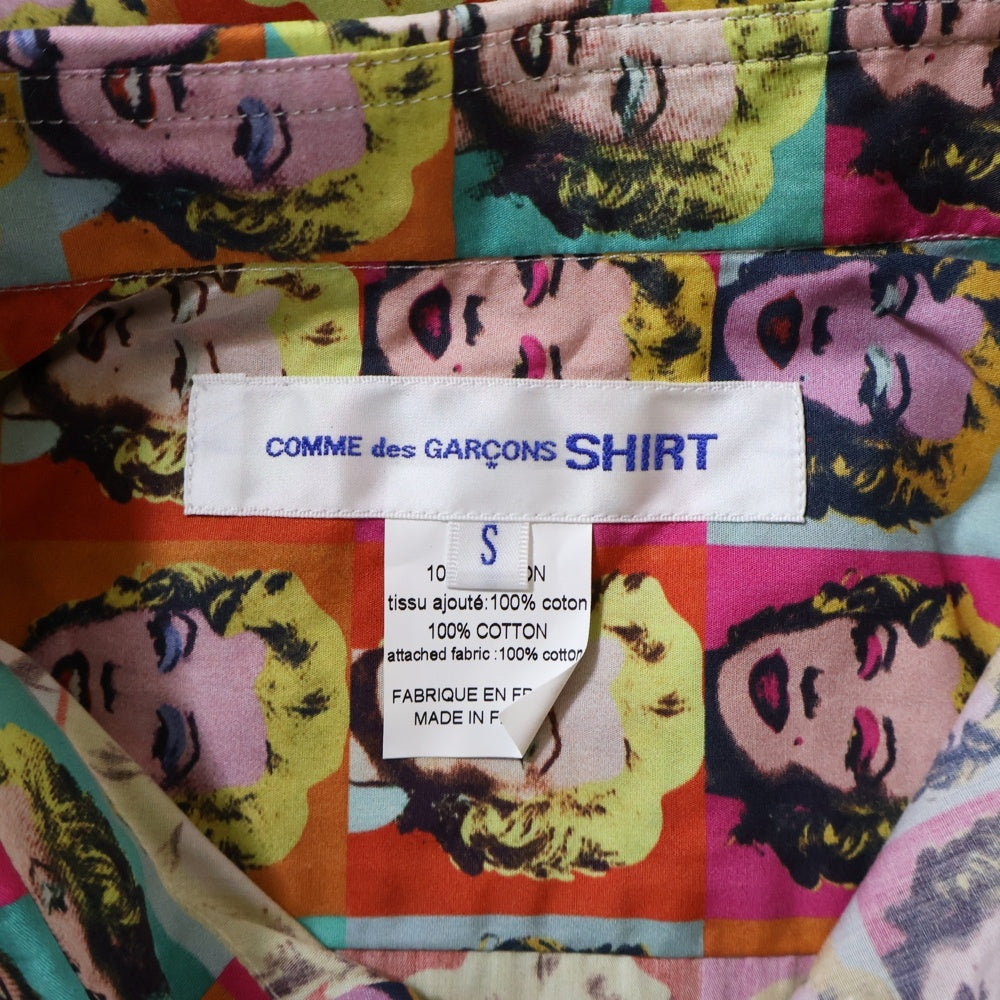 COMME des GARÇONS SHIRT
S
tissu ajouté:100% coton
100% COTTON
attached fabric :100% cotton
FABRIQUE EN
MADE IN